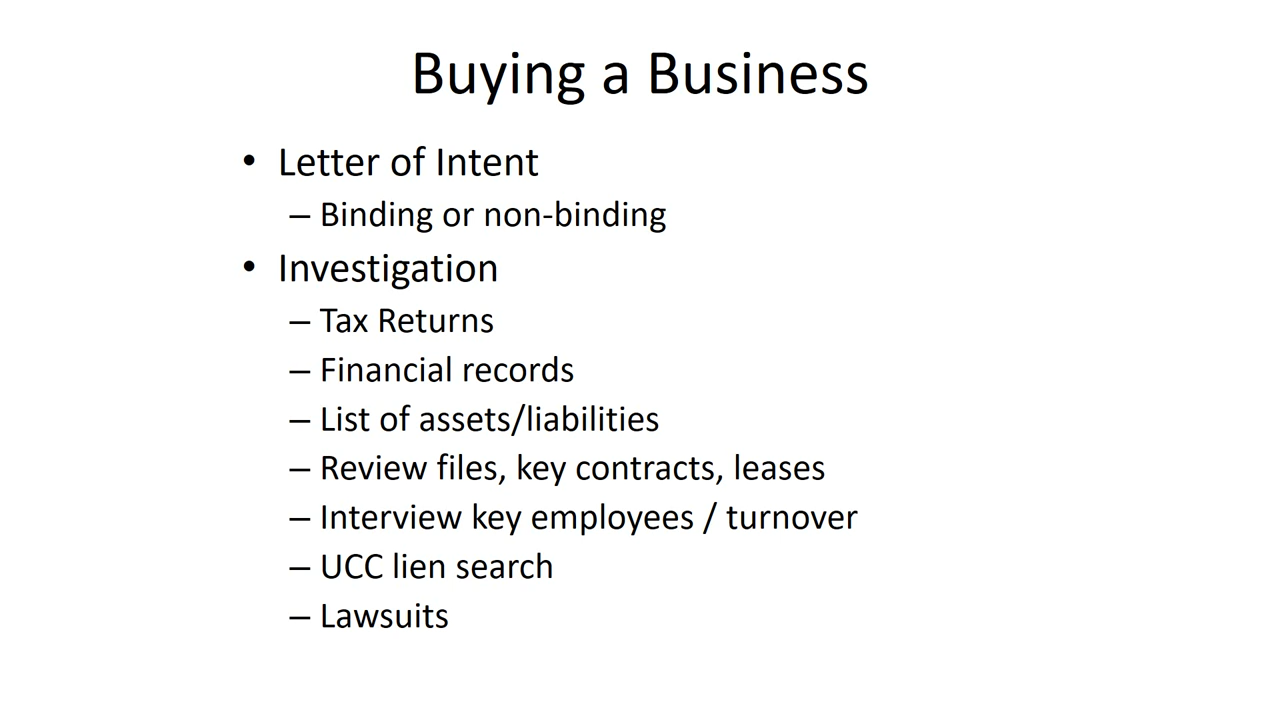 Buying a Business
• Letter of Intent
– Binding or non-binding
• Investigation
– Tax Returns
– Financial records
– List of assets/liabilities
– Review files, key contracts, leases
– Interview key employees / turnover
– UCC lien search
– Lawsuits